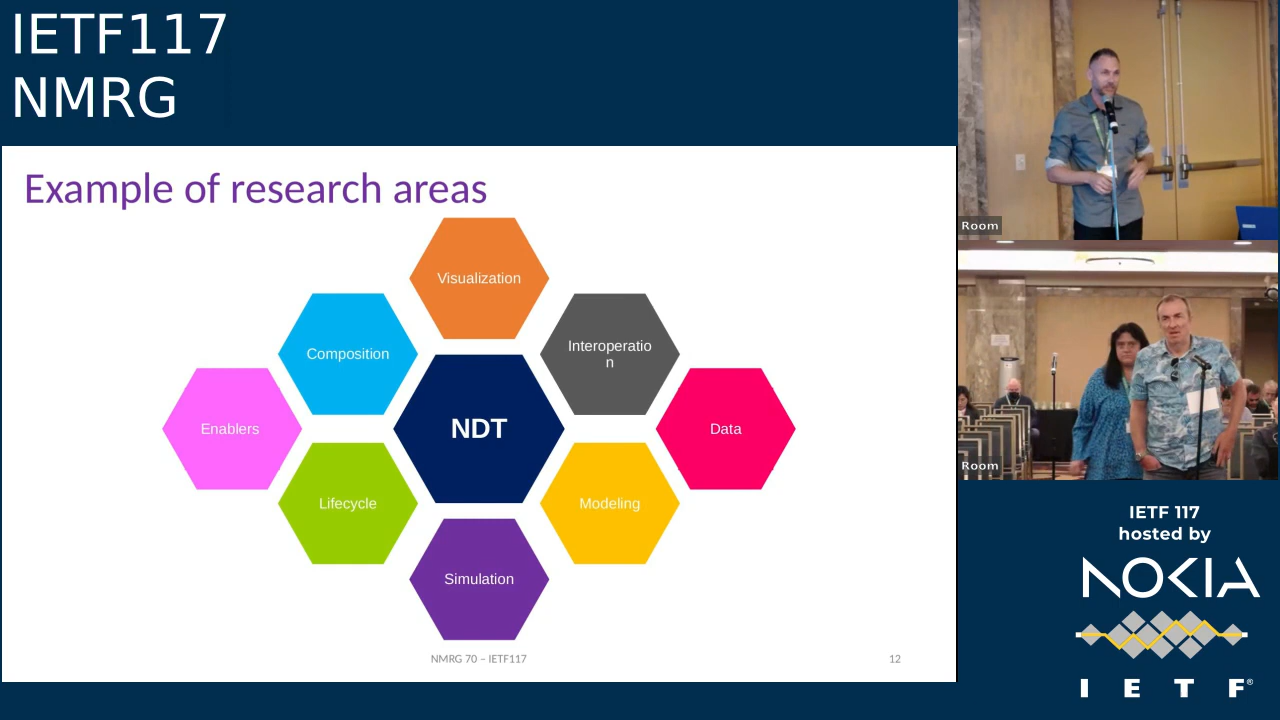 IETF117
NMRG
Example of research areas
Visualization
Composition
Interoperatio
n
Enablers
NDT
Data
Lifecycle
Modeling
Simulation
NMRG 70 – IETF117
12
Room
Room
IETF 117
hosted by
NOKIA
I E T F®